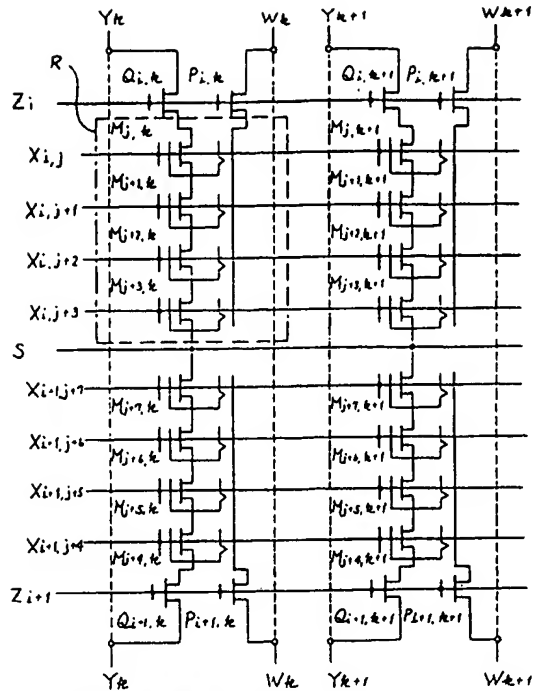 Yk Wk Yk+1 Wk+1
R Qi,k Pi,k Qi,k+1 Pi,k+1
Zi
Mj,k Mj,k+1
Xi,j
Mj+1,k Mj+1,k+1
Xi,j+1
Mj+2,k Mj+2,k+1
Xi,j+2
Mj+3,k Mj+3,k+1
Xi,j+3
S
Xi+1,j+7
Mj+7,k Mj+7,k+1
Xi+1,j+6
Mj+6,k Mj+6,k+1
Xi+1,j+5
Mj+5,k Mj+5,k+1
Xi+1,j+4
Mj+4,k Mj+4,k+1
Zi+1
Qi+1,k Pi+1,k Qi+1,k+1 Pi+1,k+1
Yk Wk Yk+1 Wk+1